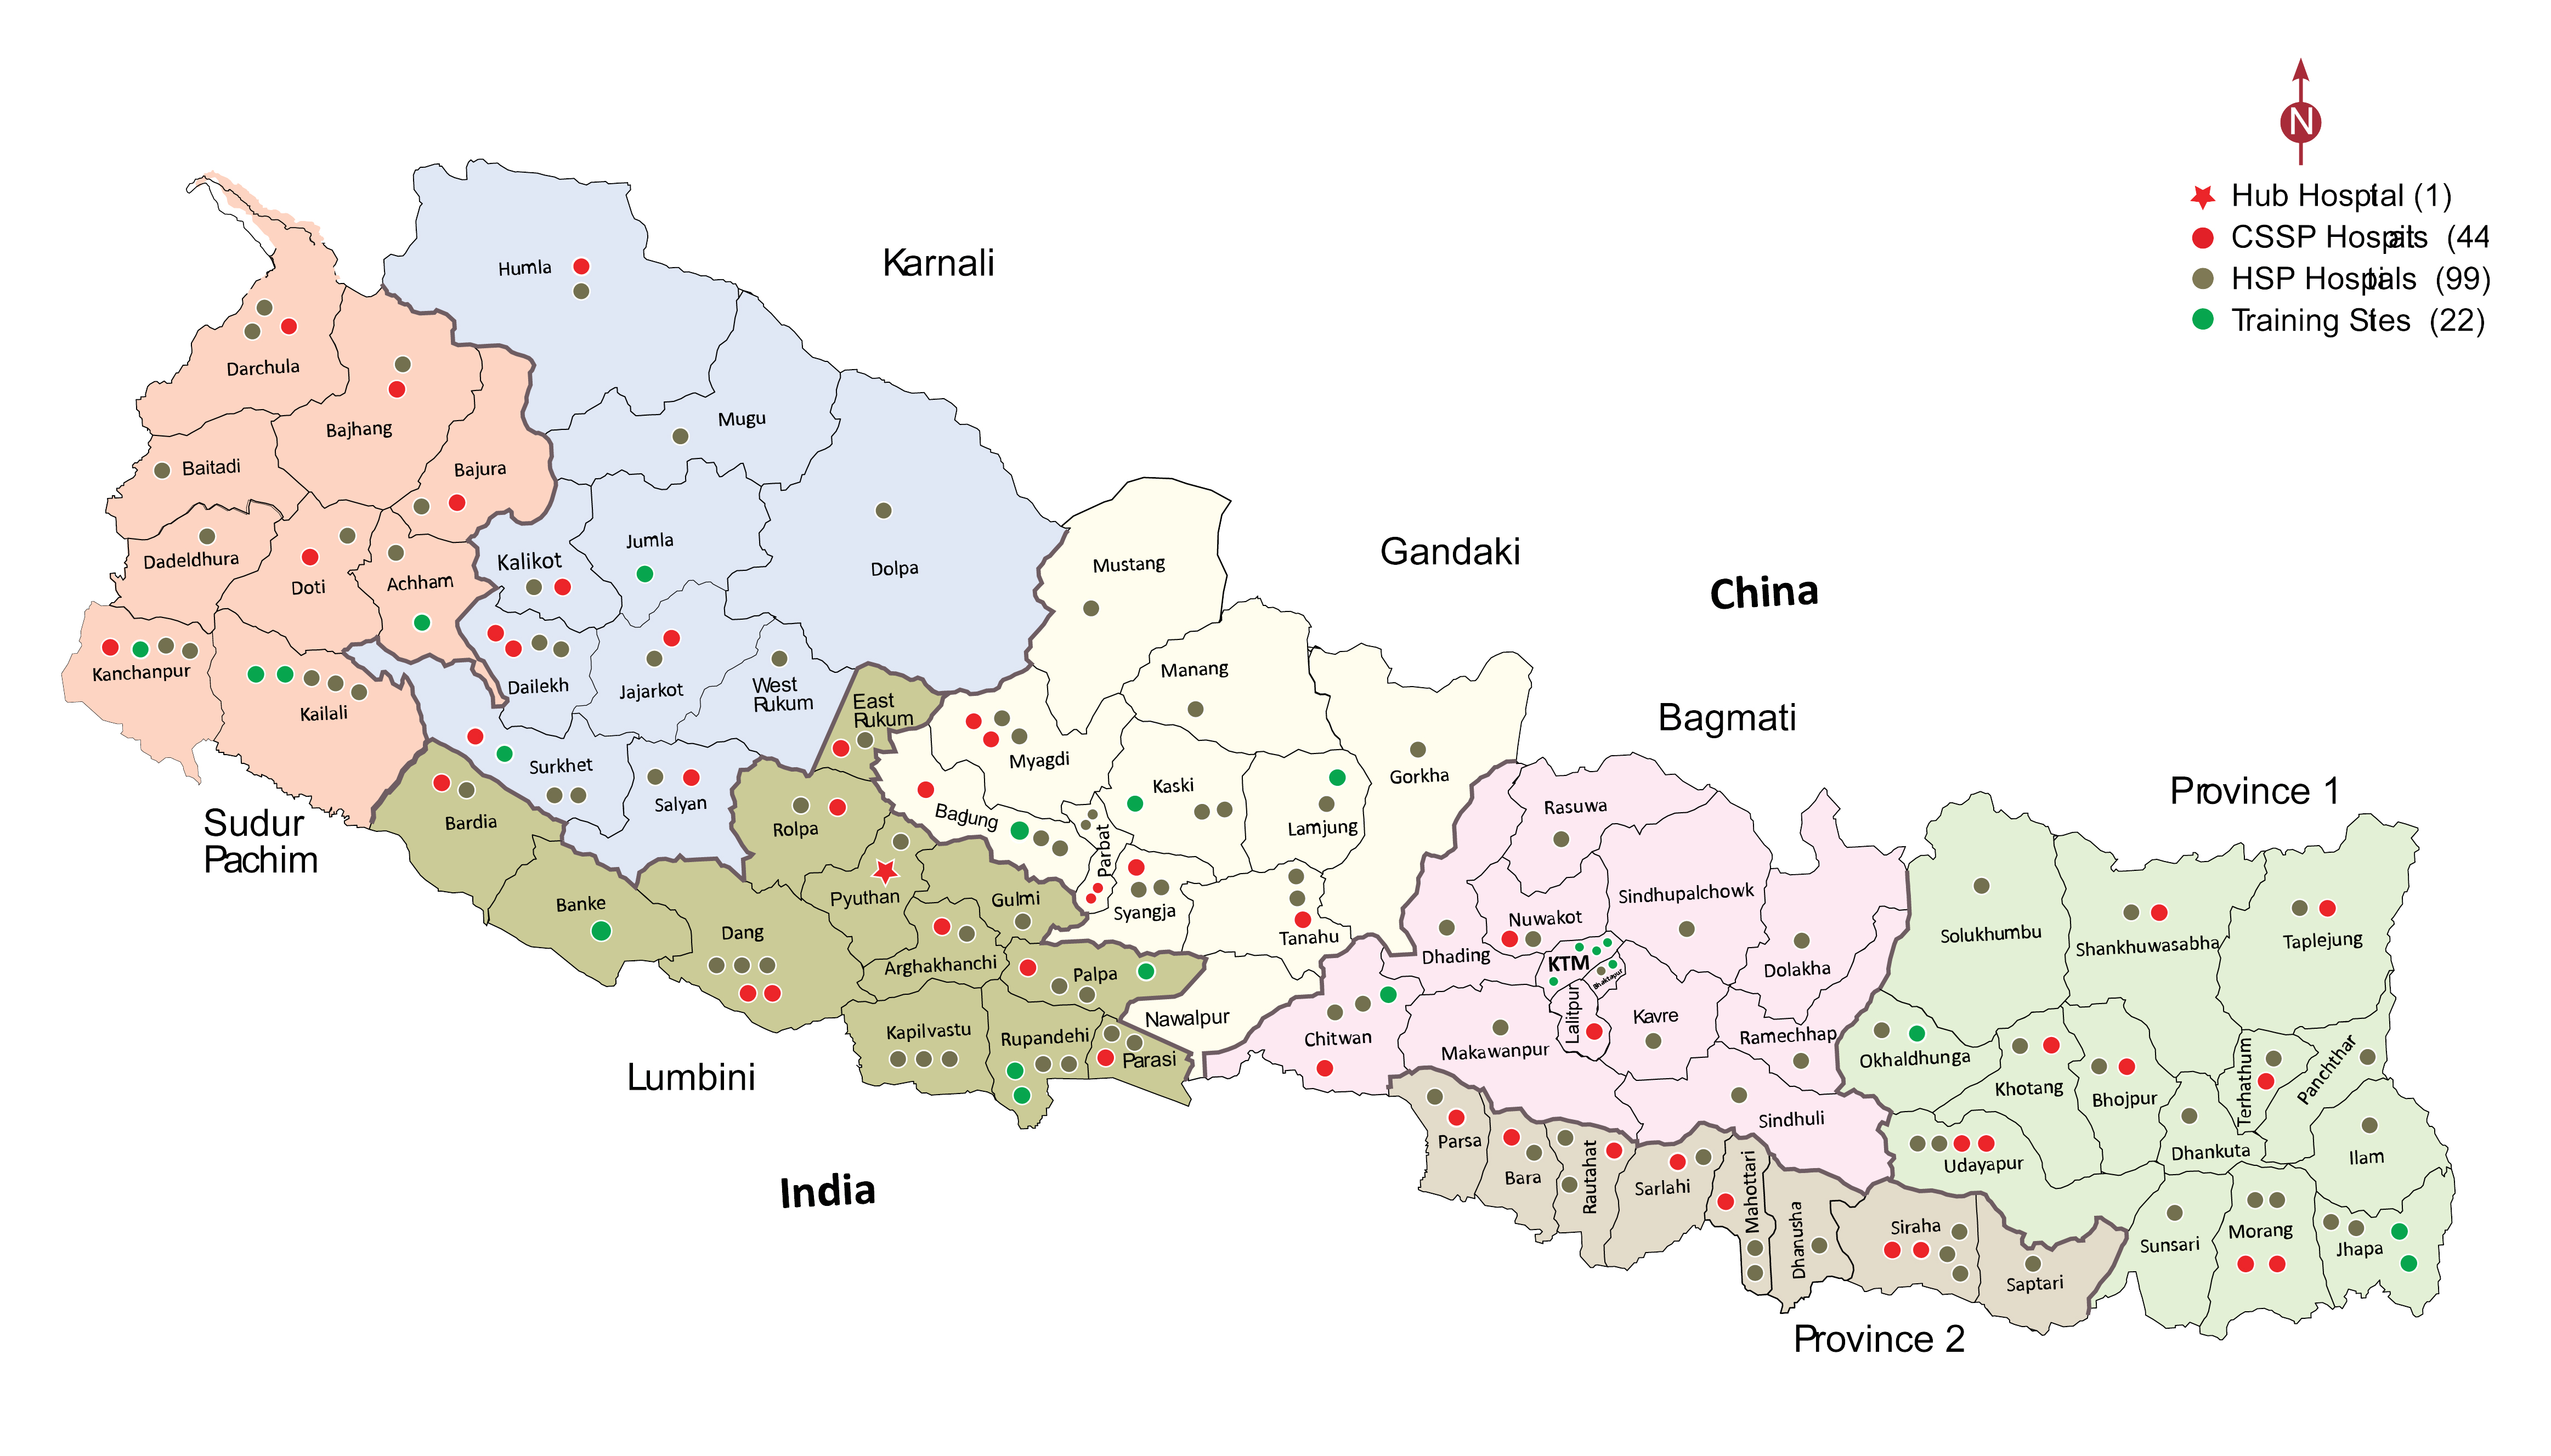 N
Hub Hosptial (1)
CSSP Hospitals (44
HSP Hospitals (99)
Training Sites (22)
Karnali
Humla
Darchula
Bajhang
Mugu
Baitadi
Bajura
Dadeldhura
Doti
Achham
Kalikot
Jumla
Dolpa
Mustang
Gandaki
China
Kanchanpur
Kailali
Dailekh
Jajarkot
West
Rukum
East
Rukum
Manang
Bagmati
Myagdi
Kaski
Gorkha
Surkhet
Salyan
Bardia
Rolpa
Badung
Parbat
Lamjung
Rasuwa
Province 1
Sudur
Pachim
Banke
Dang
Pyuthan
Gulmi
Syangja
Tanahu
Arghakhanchi
Palpa
Nawalpur
Dhading
Nuwakot
Sindhupalchowk
KTM
Bhaktapur
Lalitpur
Dolakha
Solukhumbu
Shankhuwasabha
Taplejung
Kapilvastu
Rupandehi
Parasi
Chitwan
Makawanpur
Kavre
Ramechhap
Okhaldhunga
Khotang
Bhojpur
Terhathum
Panchthar
Lumbini
India
Sindhuli
Udayapur
Dhankuta
Ilam
Parsa
Bara
Rautahat
Sarlahi
Mahottari
Dhanusha
Siraha
Saptari
Sunsari
Morang
Jhapa
Province 2